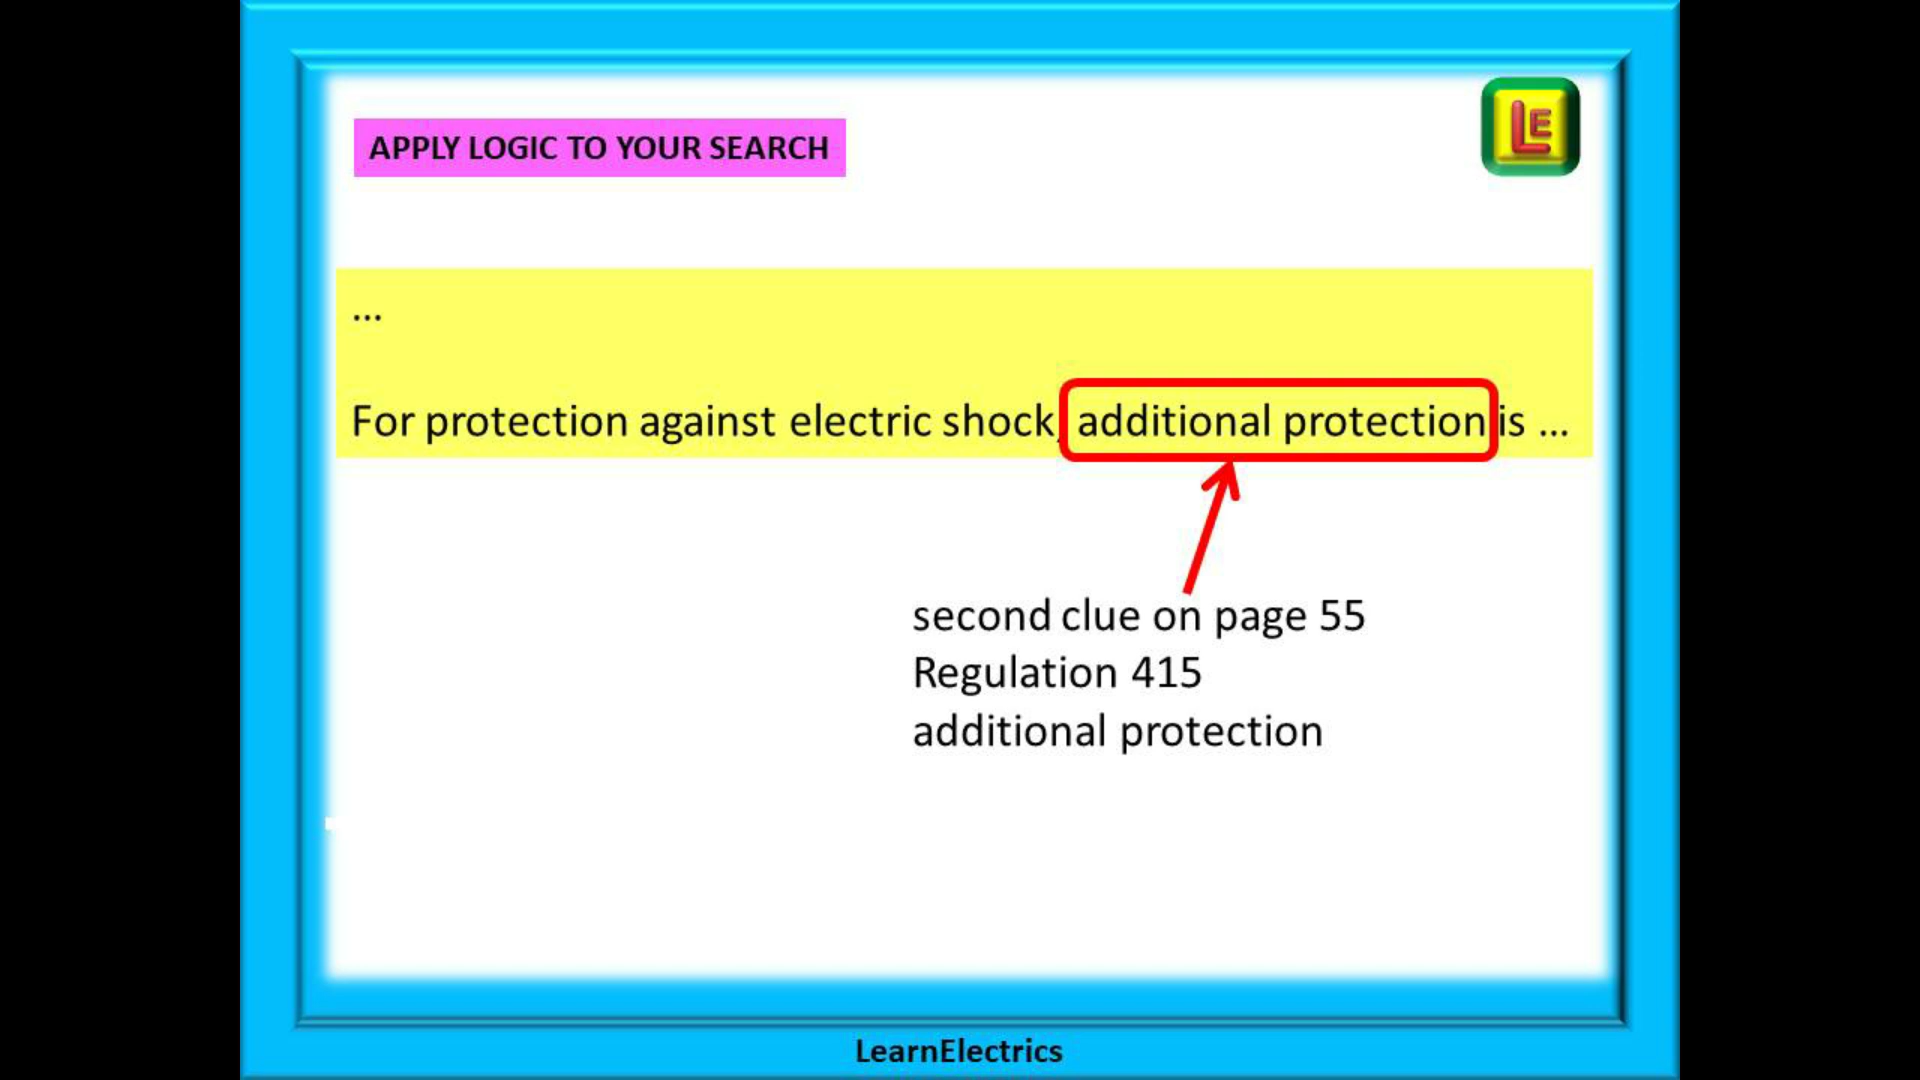 APPLY LOGIC TO YOUR SEARCH
LE
...
For protection against electric shock, additional protection is ...
second clue on page 55
Regulation 415
additional protection
LearnElectrics